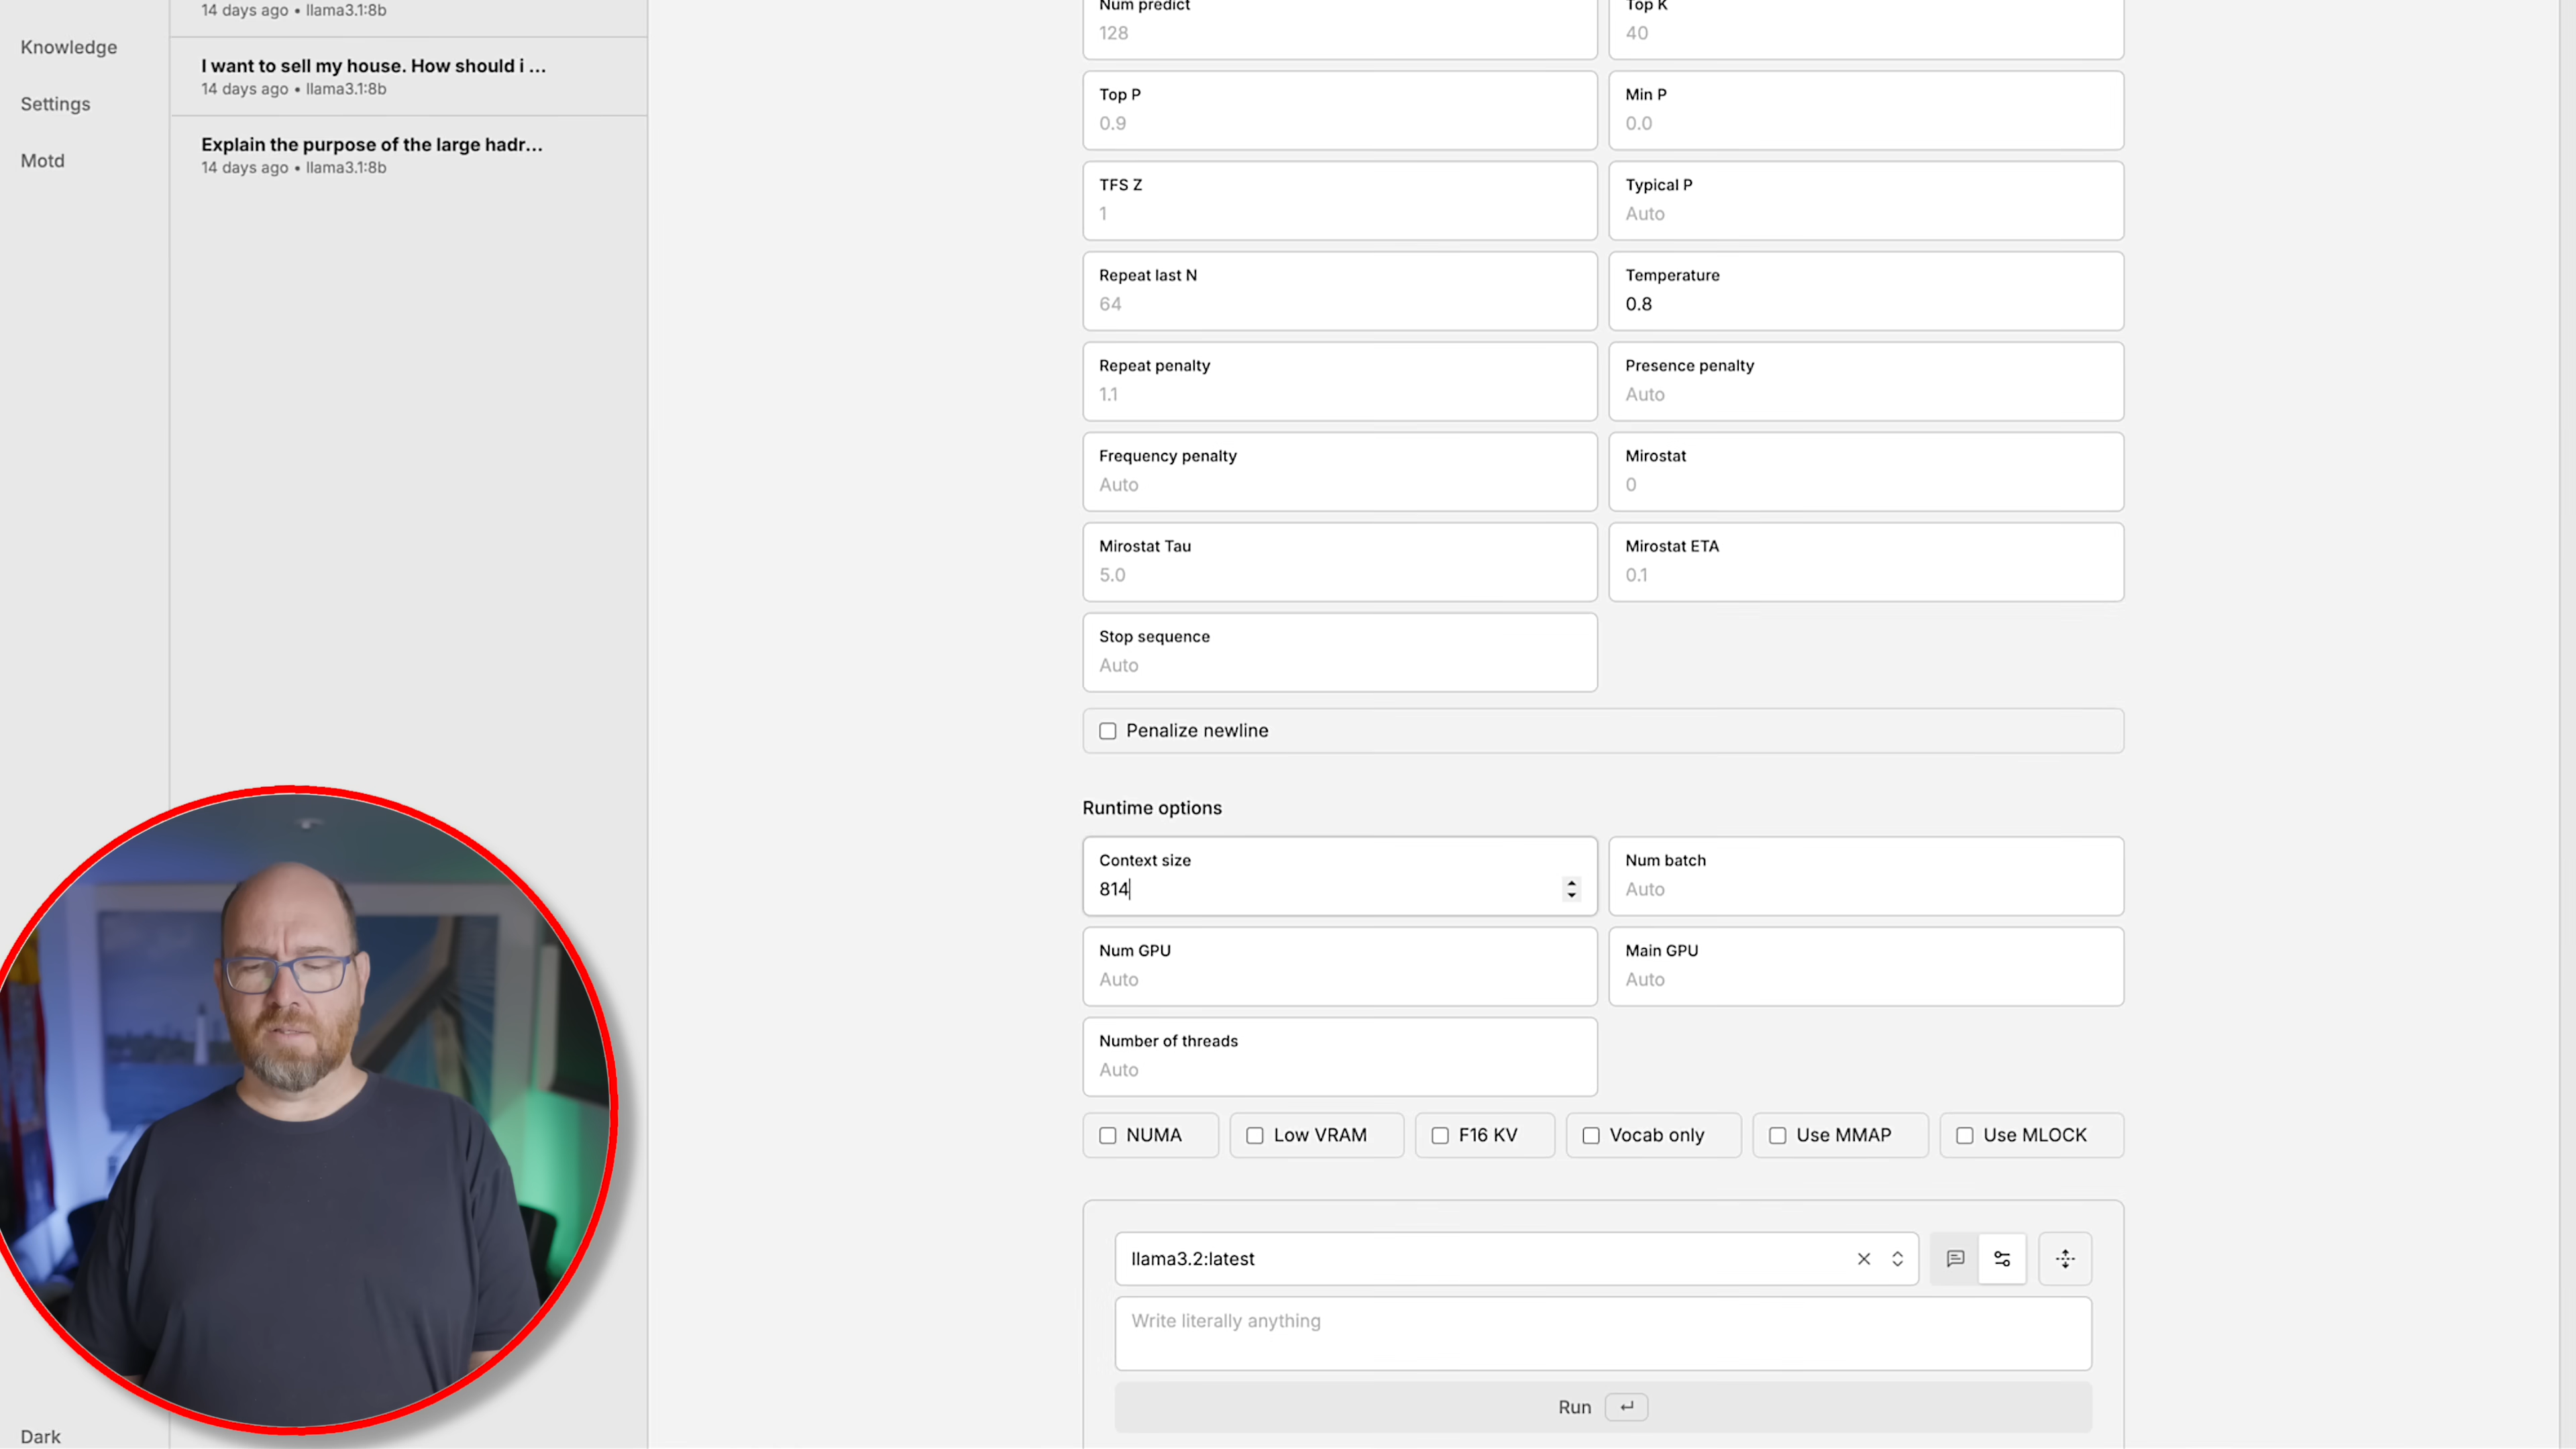 Knowledge
Settings
Motd
Dark
14 days ago • llama3.1:8b
I want to sell my house. How should i ...
14 days ago • llama3.1:8b
Explain the purpose of the large hadr...
14 days ago • llama3.1:8b
Num predict
128
Top K
40
Top P
0.9
Min P
0.0
TFS Z
1
Typical P
Auto
Repeat last N
64
Temperature
0.8
Repeat penalty
1.1
Presence penalty
Auto
Frequency penalty
Auto
Mirostat
0
Mirostat Tau
5.0
Mirostat ETA
0.1
Stop sequence
Auto
Penalize newline
Runtime options
Context size
814
Num batch
Auto
Num GPU
Auto
Main GPU
Auto
Number of threads
Auto
NUMA
Low VRAM
F16 KV
Vocab only
Use MMAP
Use MLOCK
llama3.2:latest
Write literally anything
Run